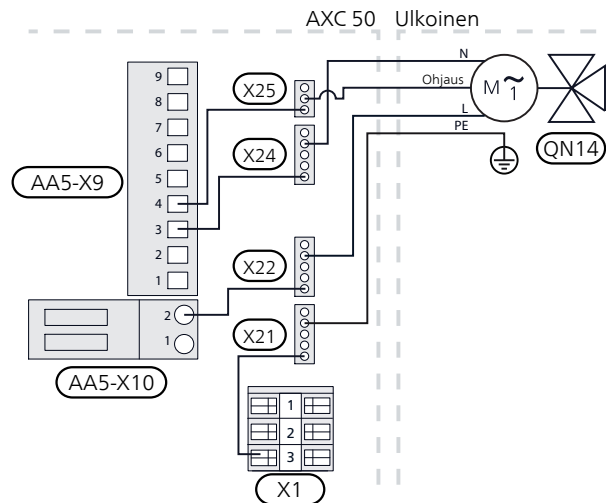 AXC 50 Ulkoinen
N
Ohjaus
L
PE
M ~
1
QN14
X25
X24
X22
X21
9
8
7
6
5
4
3
2
1
AA5-X9
2
1
AA5-X10
1
2
3
X1